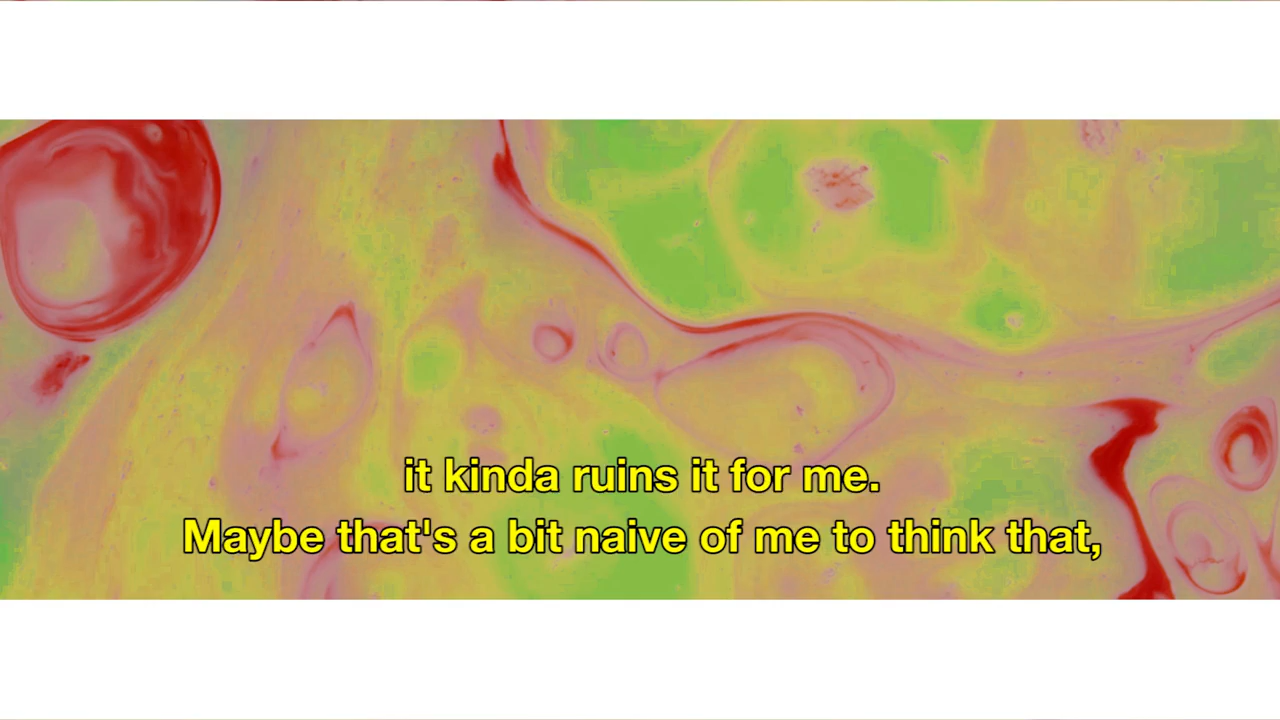 it kinda ruins it for me.
Maybe that's a bit naive of me to think that,